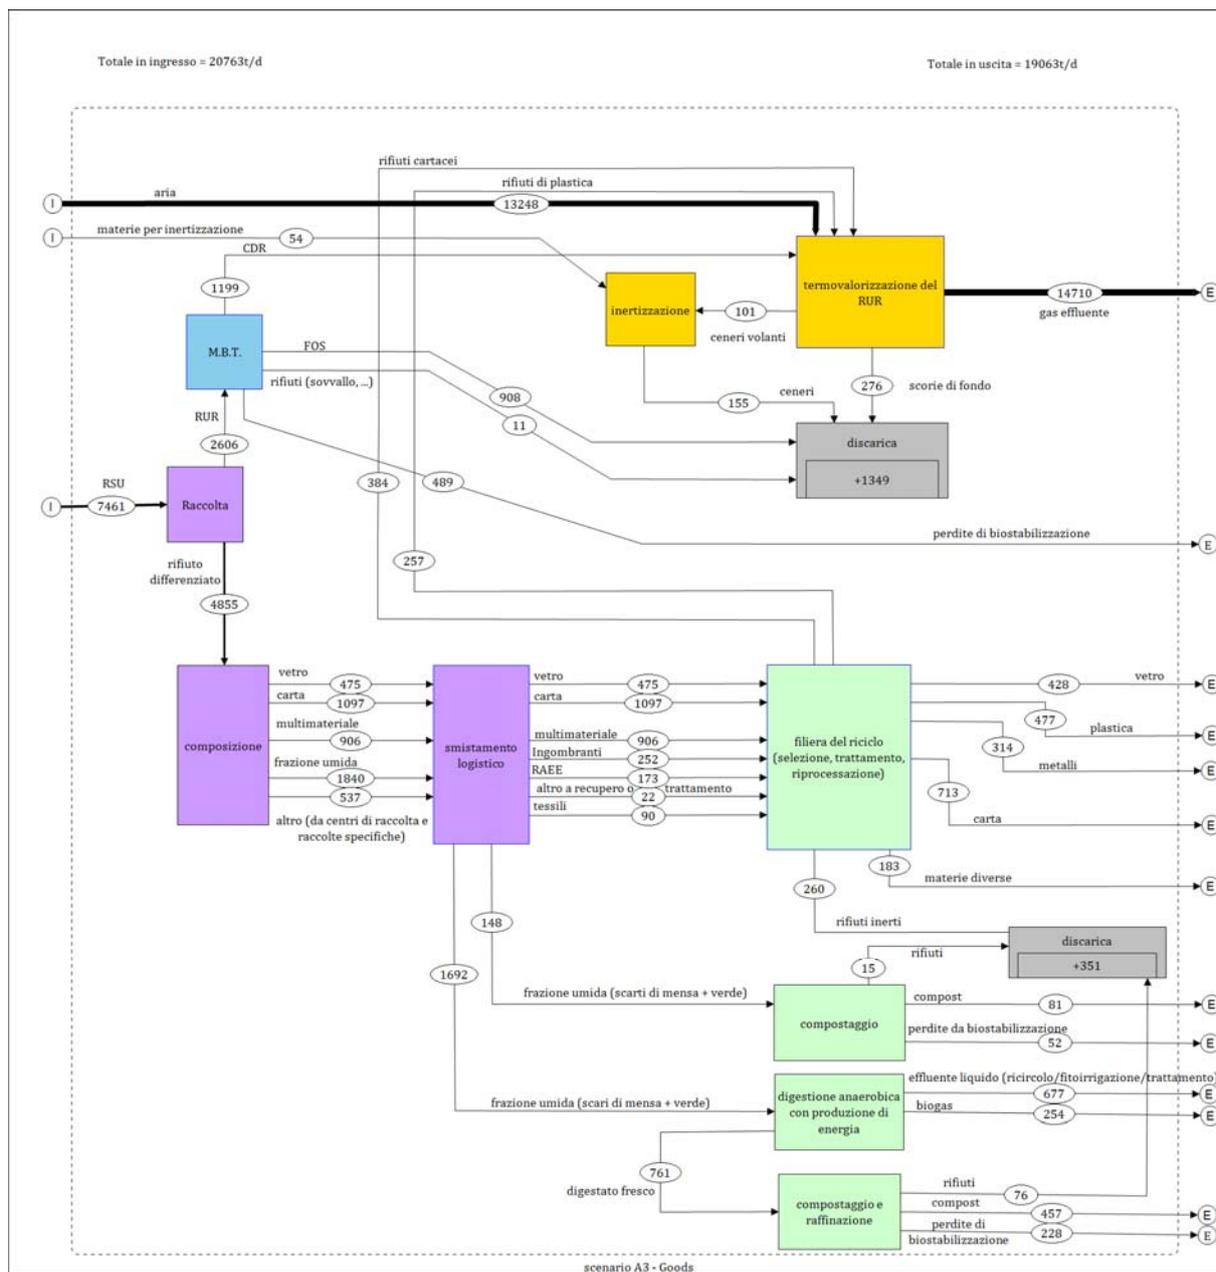 Totale in ingresso = 20763t/d
Totale in uscita = 19063t/d
rifiuti cartacei
rifiuti di plastica
aria
I
13248
materie per inertizzazione
I
54
CDR
1199
termovalorizzazione del
RUR
inertizzazione
101
ceneri volanti
14710
E
gas effluente
M.B.T.
FOS
rifiuti (sovvallo, ...)
908
11
276
scorie di fondo
ceneri
155
RUR
2606
discarica
+1349
RSU
I
7461
Raccolta
384
489
perdite di biostabilizzazione
E
257
rifiuto
differenziato
4855
composizione
vetro
475
carta
1097
multimateriale
906
frazione umida
1840
537
altro (da centri di raccolta e
raccolte specifiche)
smistamento
logistico
vetro
475
carta
1097
multimateriale
906
Ingombranti
252
RAEE
173
altro a recupero o trattamento
22
tessili
90
filiera del riciclo
(selezione, trattamento,
riprocessazione)
428
vetro
E
477
plastica
E
314
metalli
E
713
carta
E
183
materie diverse
E
260
rifiuti inerti
148
1692
discarica
+351
rifiuti
15
frazione umida (scarti di mensa + verde)
compostaggio
compost
81
E
perdite da biostabilizzazione
52
E
frazione umida (scari di mensa + verde)
digestione anaerobica
con produzione di
energia
effluente liquido (ricircolo/fitoirrigazione/trattamento)
677
E
biogas
254
E
761
digestato fresco
compostaggio e
raffinazione
rifiuti
76
compost
457
E
perdite di
biostabilizzazione
228
E
scenario A3 - Goods